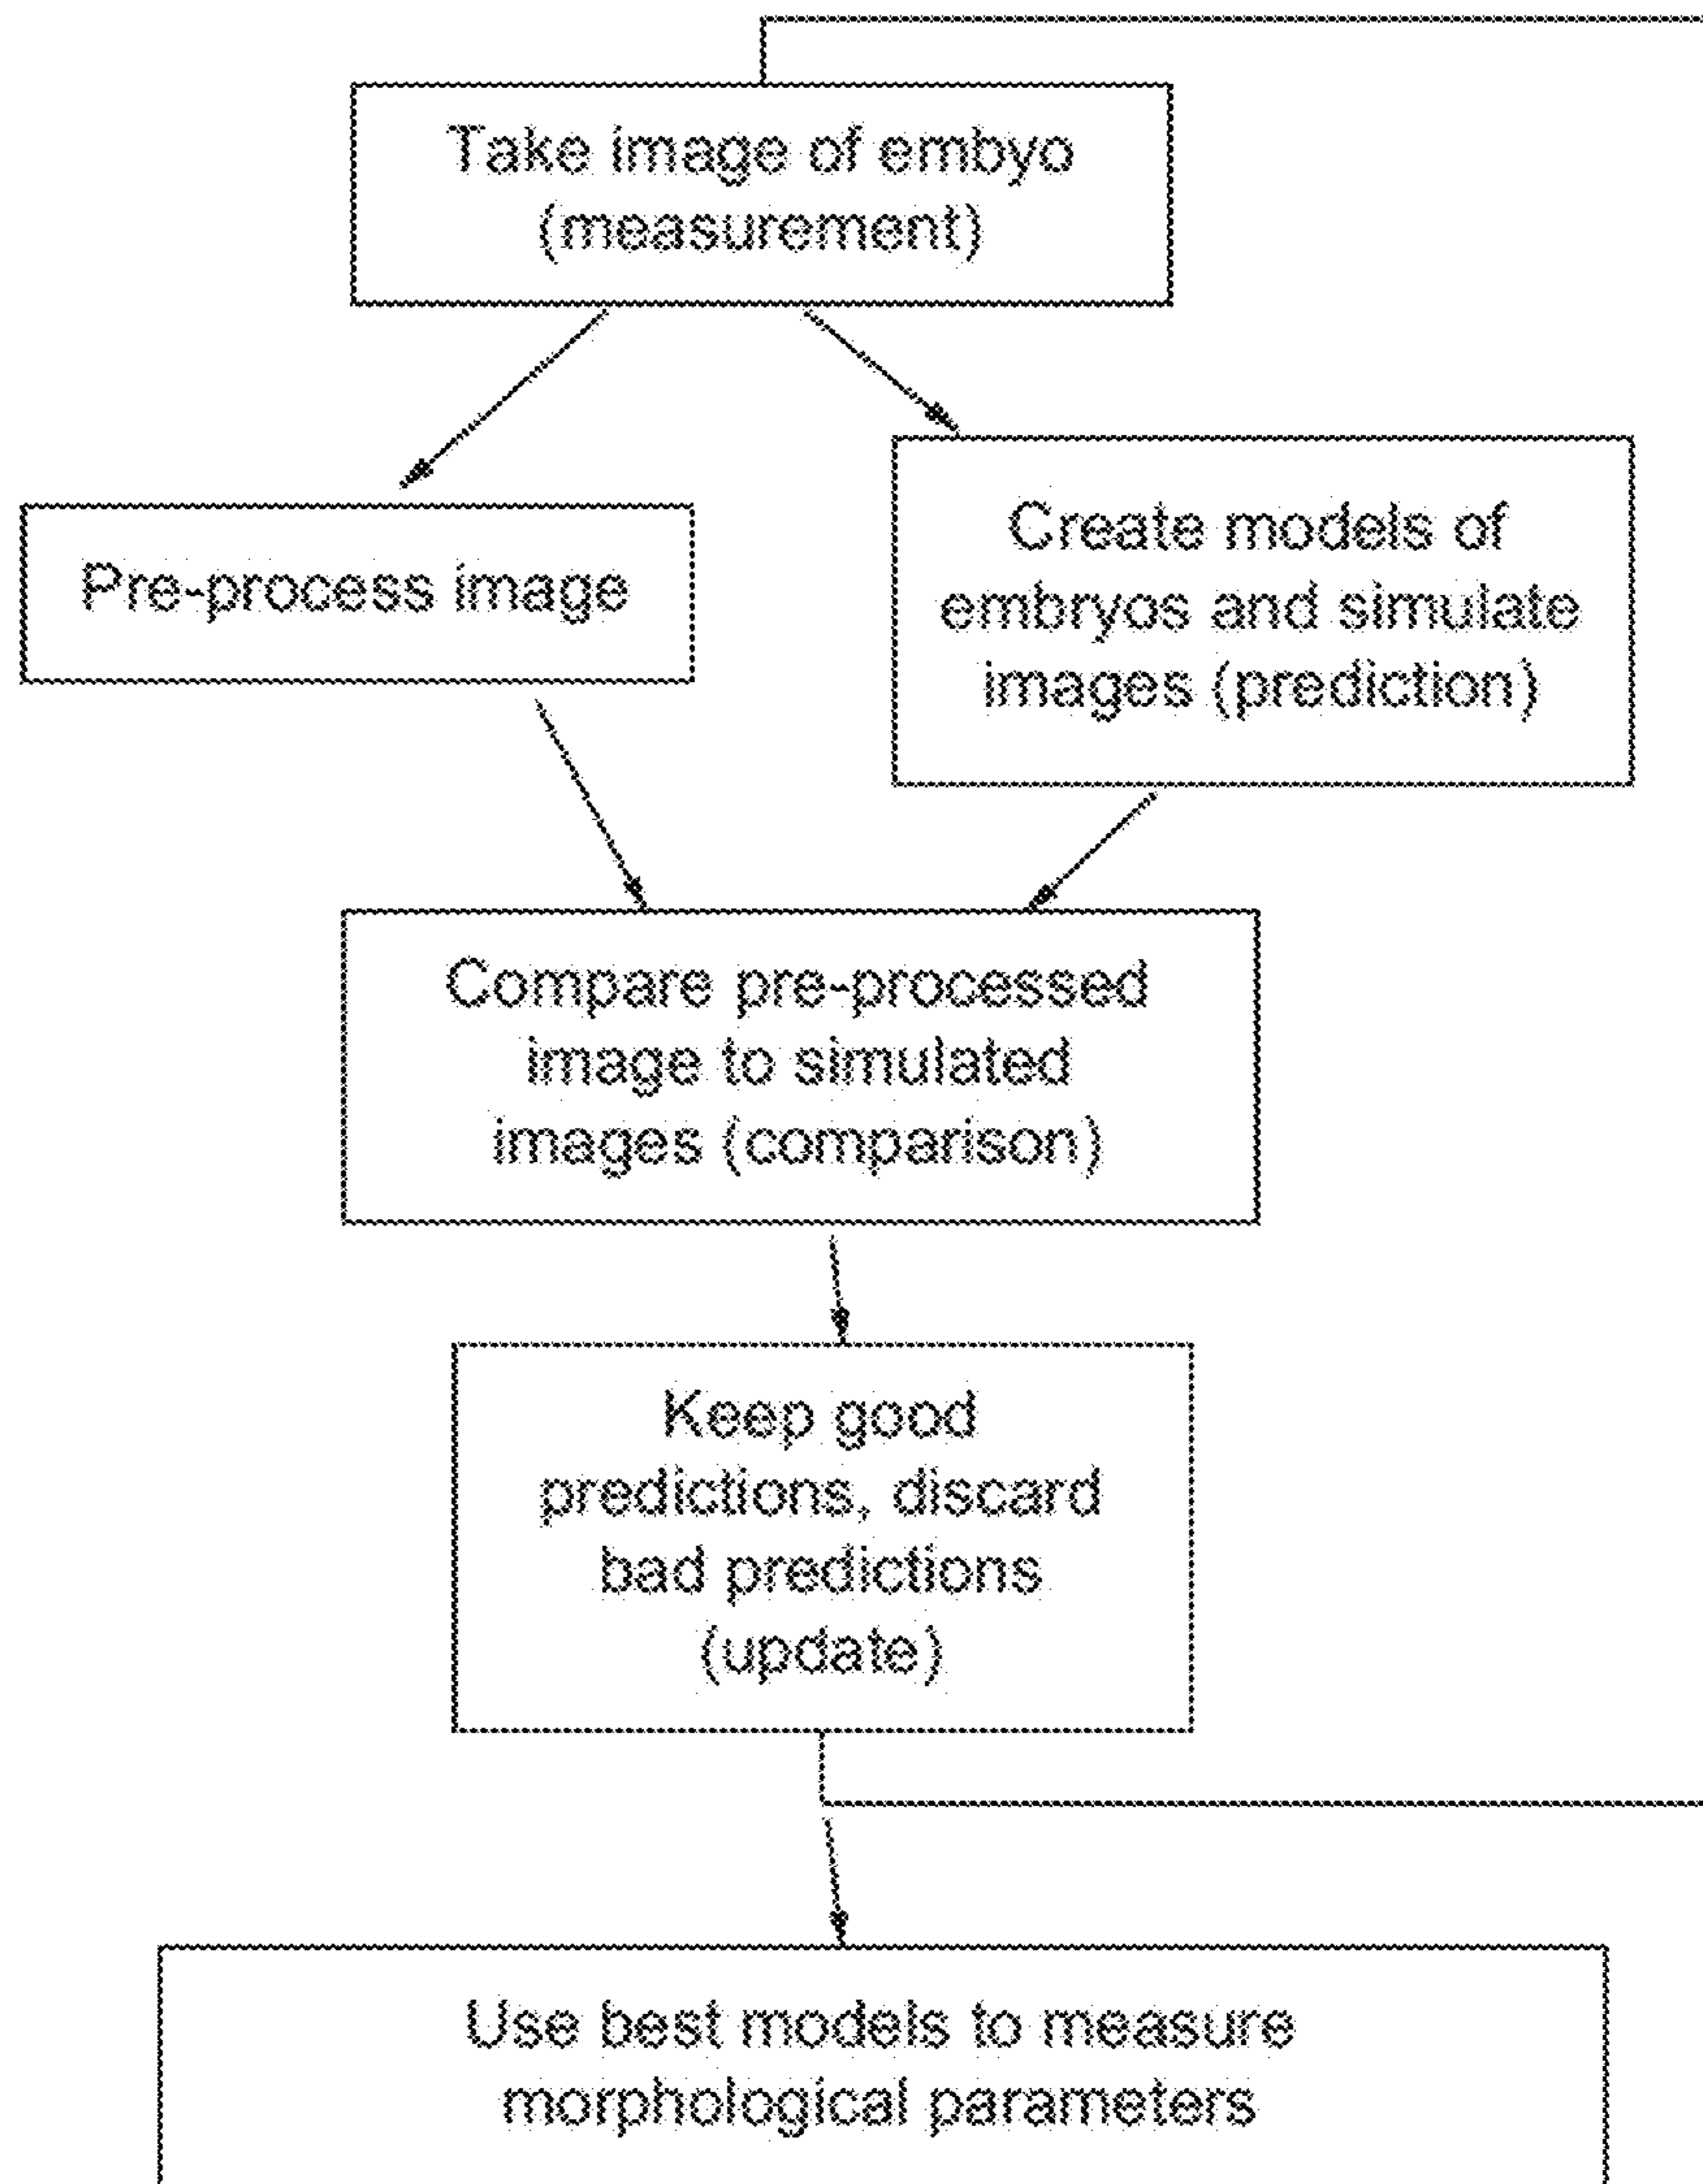 Take image of embyo
(measurement)
Pre-process image
Create models of
embryos and simulate
images (prediction)
Compare pre-processed
image to simulated
images (comparison)
Keep good
predictions, discard
bad predictions
(update)
Use best models to measure
morphological parameters